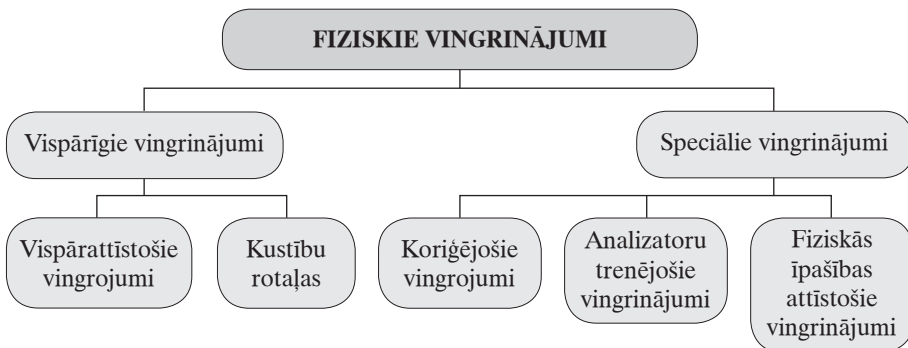 FIZISKIE VINGRINĀJUMI
Vispārīgie vingrinājumi
Speciālie vingrinājumi
Vispārattīstošie
vingrojumi
Kustību
rotaļas
Koriģējošie
vingrojumi
Analizatoru
trenējošie
vingrinājumi
Fiziskās
īpašības
attīstošie
vingrinājumi